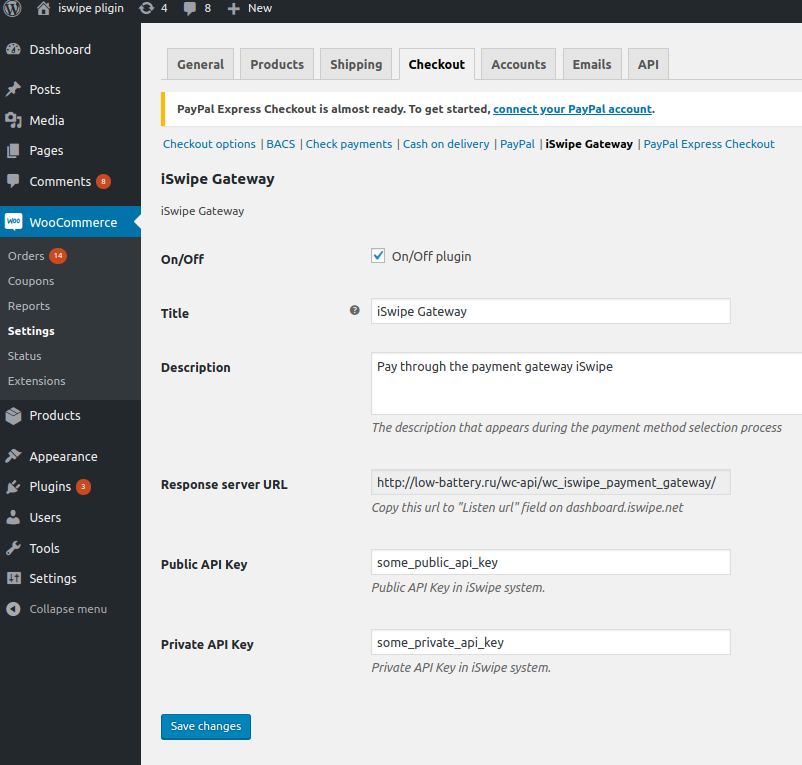 iswipe pligin 4 8 New
Dashboard
Posts
Media
Pages
Comments 8
Woo WooCommerce
Orders 14
Coupons
Reports
Settings
Status
Extensions
Products
Appearance
Plugins 3
Users
Tools
Settings
Collapse menu
General Products Shipping Checkout Accounts Emails API
PayPal Express Checkout is almost ready. To get started, connect your PayPal account.
Checkout options | BACS | Check payments | Cash on delivery | PayPal | iSwipe Gateway | PayPal Express Checkout
iSwipe Gateway
iSwipe Gateway
On/Off On/Off plugin
Title ? iSwipe Gateway
Description Pay through the payment gateway iSwipe
The description that appears during the payment method selection process
Response server URL http://low-battery.ru/wc-api/wc_iswipe_payment_gateway/
Copy this url to "Listen url" field on dashboard.iswipe.net
Public API Key some_public_api_key
Public API Key in iSwipe system.
Private API Key some_private_api_key
Private API Key in iSwipe system.
Save changes